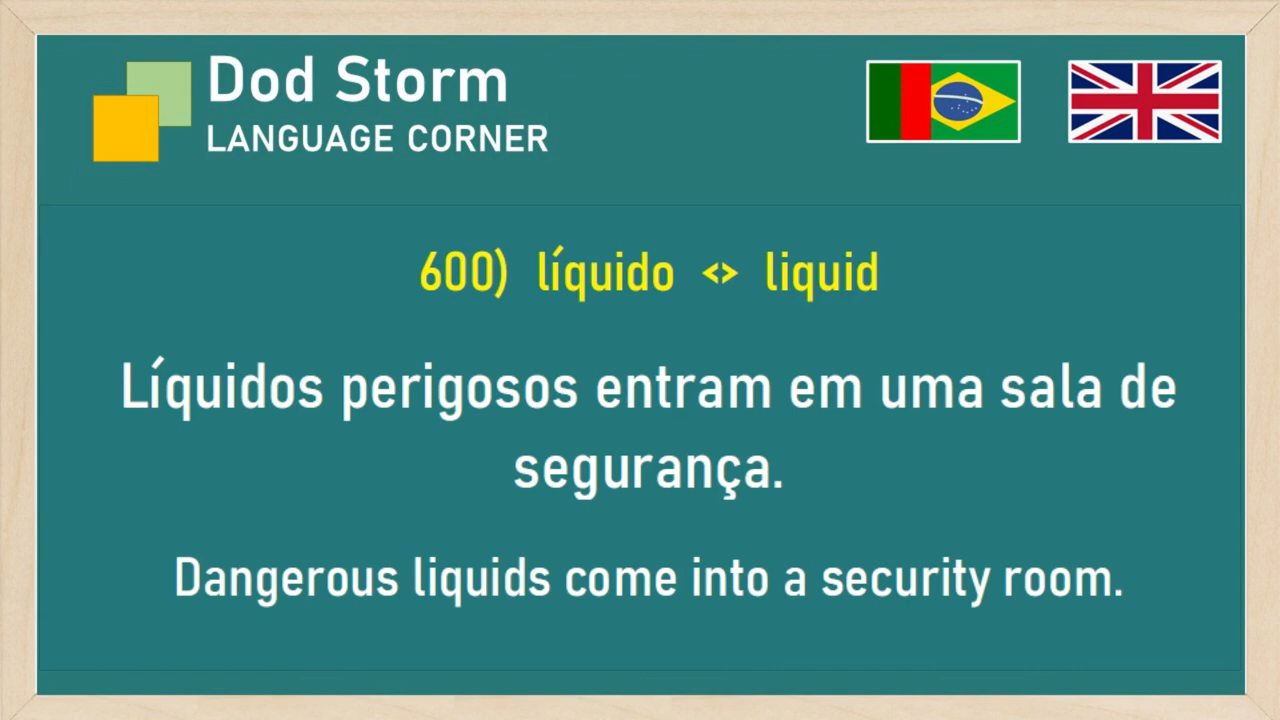 Dod Storm
LANGUAGE CORNER
600) líquido <> liquid
Líquidos perigosos entram em uma sala de
segurança.
Dangerous liquids come into a security room.